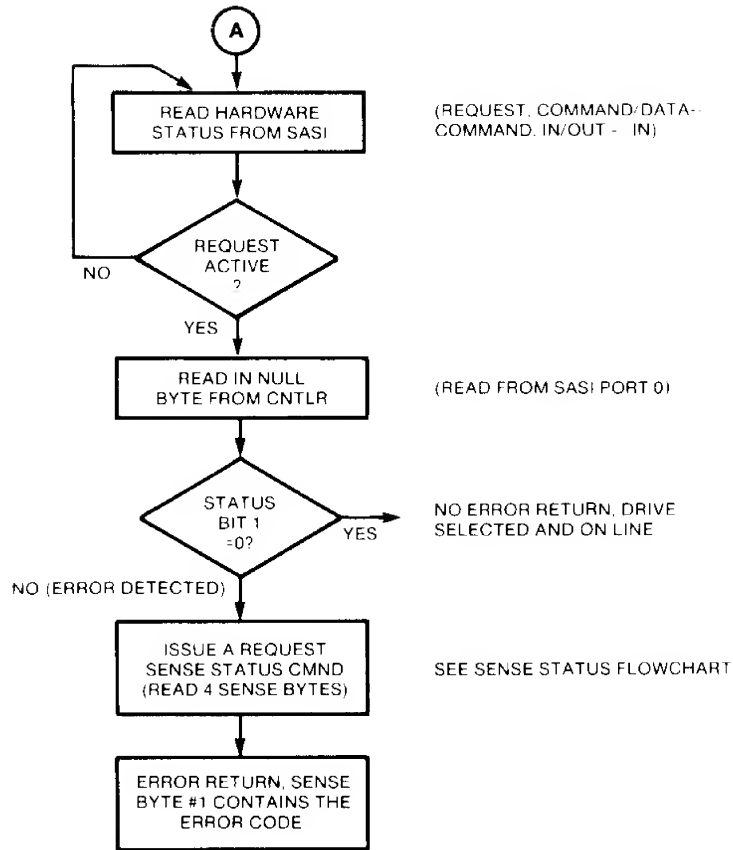 A
READ HARDWARE
STATUS FROM SASI
(REQUEST, COMMAND/DATA--
COMMAND, IN/OUT - IN)
REQUEST
ACTIVE
?
NO
YES
READ IN NULL
BYTE FROM CNTLR
(READ FROM SASI PORT 0)
STATUS
BIT 1
=0?
YES
NO ERROR RETURN, DRIVE
SELECTED AND ON LINE
NO (ERROR DETECTED)
ISSUE A REQUEST
SENSE STATUS CMND
(READ 4 SENSE BYTES)
SEE SENSE STATUS FLOWCHART
ERROR RETURN, SENSE
BYTE #1 CONTAINS THE
ERROR CODE